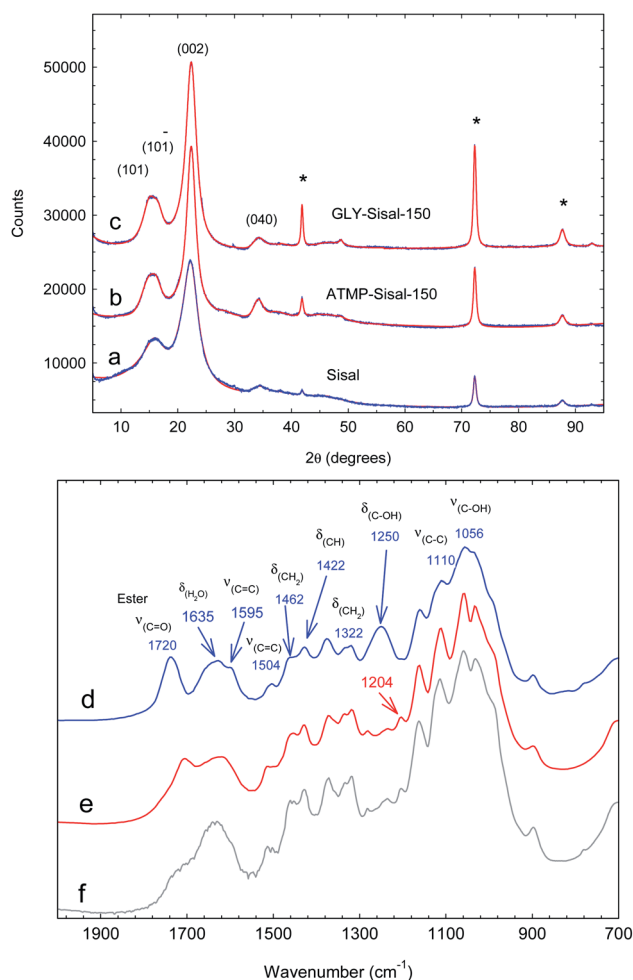 (002)
50000
(101̄)
(101)
*
*
*
40000
Counts
30000
c
(040)
GLY-Sisal-150
20000
b
ATMP-Sisal-150
10000
a
Sisal
10 20 30 40 50 60 70 80 90
2θ (degrees)
ν(C-OH)
1056
δ(C-OH)
1250
ν(C-C)
1110
δ(CH)
1422
δ(CH2)
1462
δ(CH2)
1322
ν(C=C)
1595
Ester
ν(C=O)
1720
δ(H2O)
1635
ν(C=C)
1504
1204
d
e
f
1900 1700 1500 1300 1100 900 700
Wavenumber (cm-1)